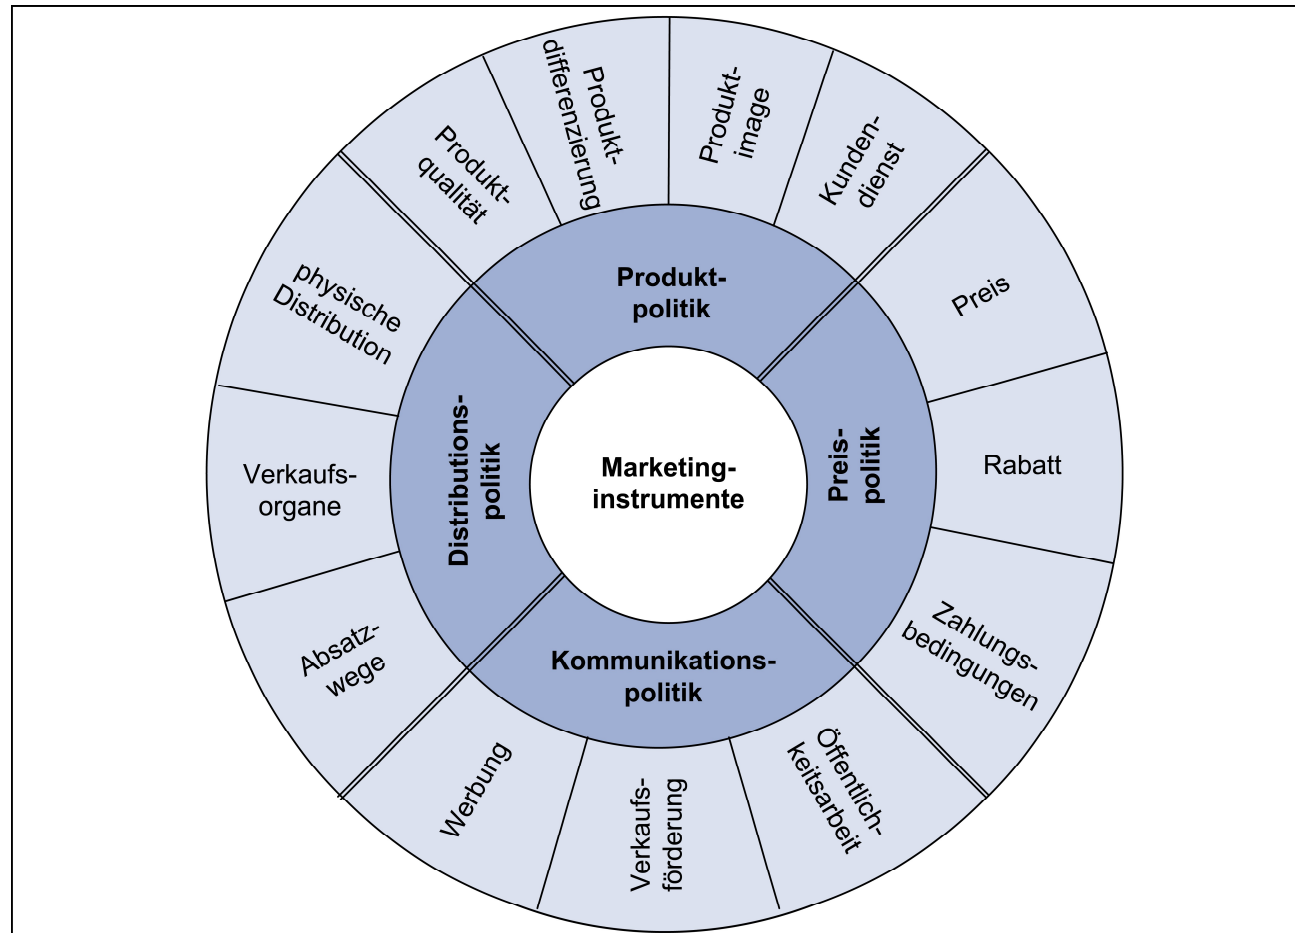 Marketing-
instrumente
Produkt-
politik
Produkt-
qualität
Produkt-
differenzierung
Produkt-
image
Kunden-
dienst
Preis-
politik
Preis
Rabatt
Zahlungs-
bedingungen
Kommunikations-
politik
Öffentlich-
keitsarbeit
Verkaufs-
förderung
Werbung
Distributions-
politik
Absatz-
wege
Verkaufs-
organe
physische
Distribution